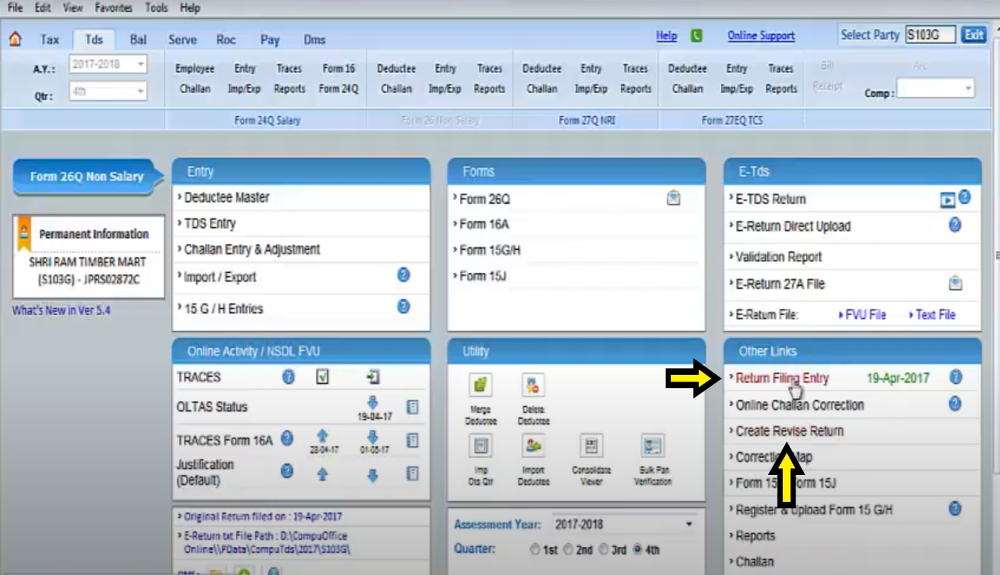 File Edit View Favorites Tools Help
Tax Tds Bal Serve Roc Pay Dms Help Online Support Select Party S103G Exit
A.Y.: 2017-2018
Qtr: 4th
Employee Entry Traces Form 16
Challan Imp/Exp Reports Form 24Q
Form 24Q Salary
Deductee Entry Traces
Challan Imp/Exp Reports
Form 26 Non Salary
Deductee Entry Traces
Challan Imp/Exp Reports
Form 27Q NRI
Deductee Entry Traces
Challan Imp/Exp Reports
Form 27EQ TCS
Bill A/c
Receipt Comp:
Form 26Q Non Salary
Permanent Information
SHRI RAM TIMBER MART
(S103G) - JPRS02872C
What's New in Ver 5.4
Entry
Deductee Master
TDS Entry
Challan Entry & Adjustment
Import / Export
15 G / H Entries
Forms
Form 26Q
Form 16A
Form 15G/H
Form 15J
E-Tds
E-TDS Return
E-Return Direct Upload
Validation Report
E-Return 27A File
E-Return File: FVU File Text File
Online Activity / NSDL FVU
TRACES
OLTAS Status
19-04-17
TRACES Form 16A
28-04-17 01-05-17
Justification
(Default)
Original Return filed on : 19-Apr-2017
E-Return txt File Path : D:\CompuOffice
Online\\PData\CompuTds\2017\S103G\
Utility
Merge
Deductee
Delete
Deductee
Imp
Ots Qtr
Import
Deductee
Consolidate
Viewer
Bulk Pan
Verification
Assessment Year: 2017-2018
Quarter: 1st 2nd 3rd 4th
Other Links
Return Filing Entry 19-Apr-2017
Online Challan Correction
Create Revise Return
Correction Map
Form 15 Form 15J
Register & Upload Form 15 G/H
Reports
Challan